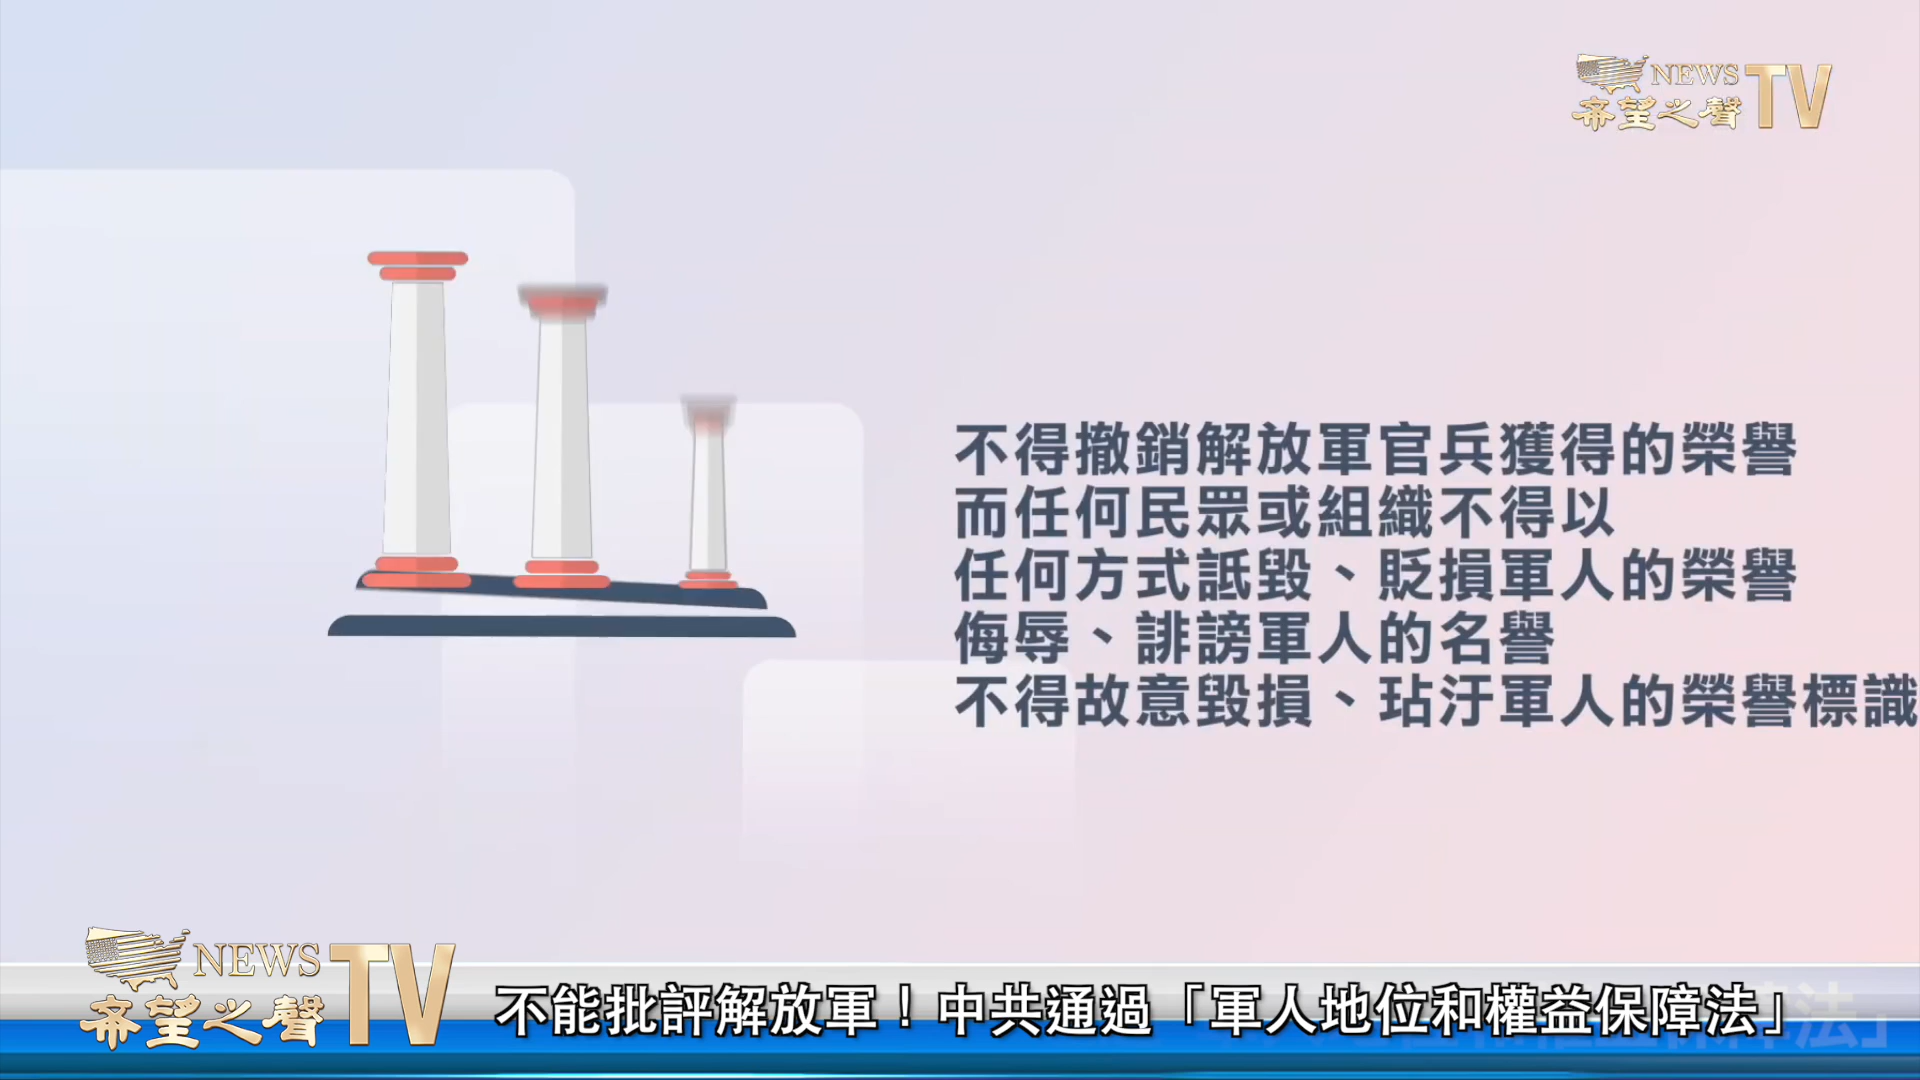 NEWS TV
希望之聲
不得撤銷解放軍官兵獲得的榮譽
而任何民眾或組織不得以
任何方式詆毀、貶損軍人的榮譽
侮辱、誹謗軍人的名譽
不得故意毀損、玷汙軍人的榮譽標識
NEWS TV
希望之聲
不能批評解放軍！中共通過「軍人地位和權益保障法」